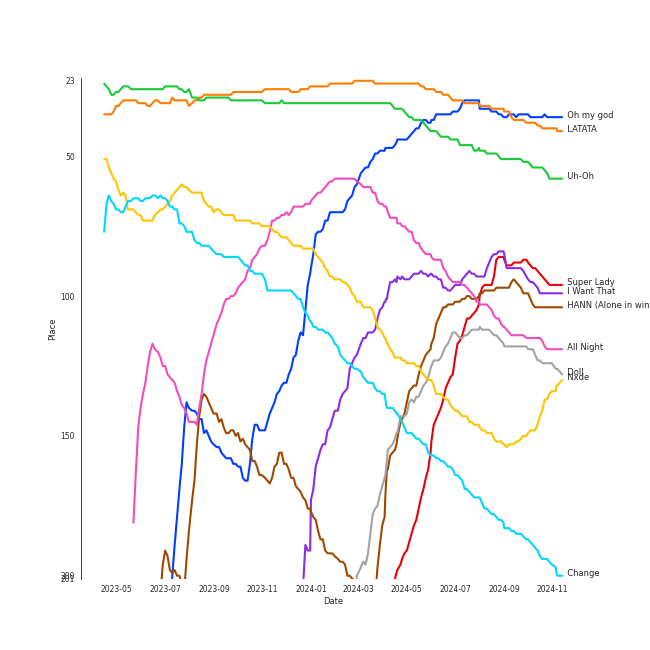 23
50
100
150
200
201
Place
2023-05
2023-07
2023-09
2023-11
2024-01
2024-03
2024-05
2024-07
2024-09
2024-11
Date
Oh my god
LATATA
Uh-Oh
Super Lady
I Want That
HANN (Alone in win
All Night
Doll
Nxde
Change